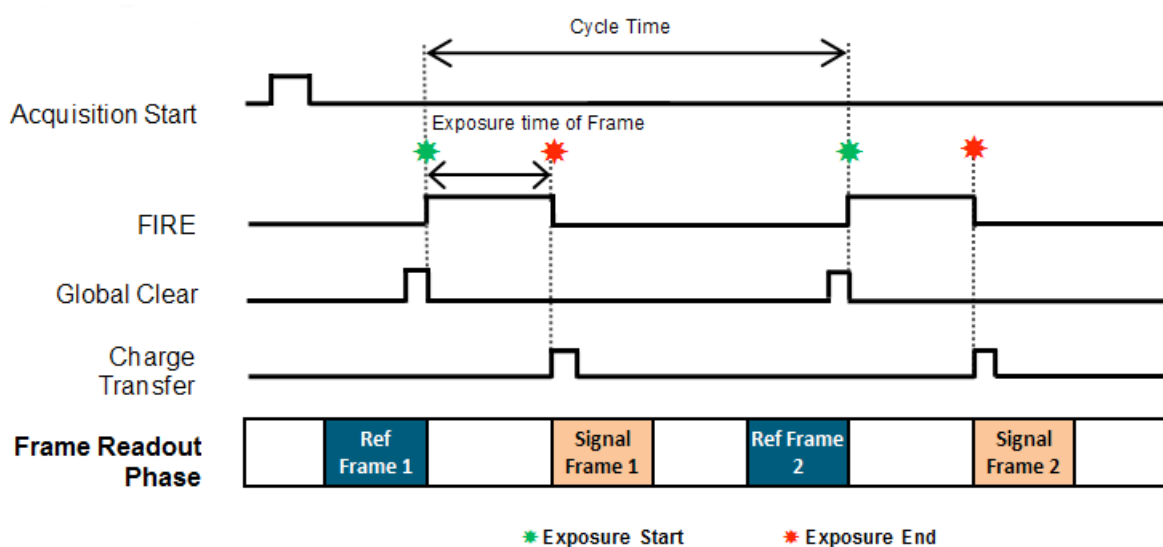 Cycle Time
Acquisition Start
Exposure time of Frame
FIRE
Global Clear
Charge
Transfer
Frame Readout
Phase
Ref
Frame 1
Signal
Frame 1
Ref Frame
2
Signal
Frame 2
Exposure Start
Exposure End